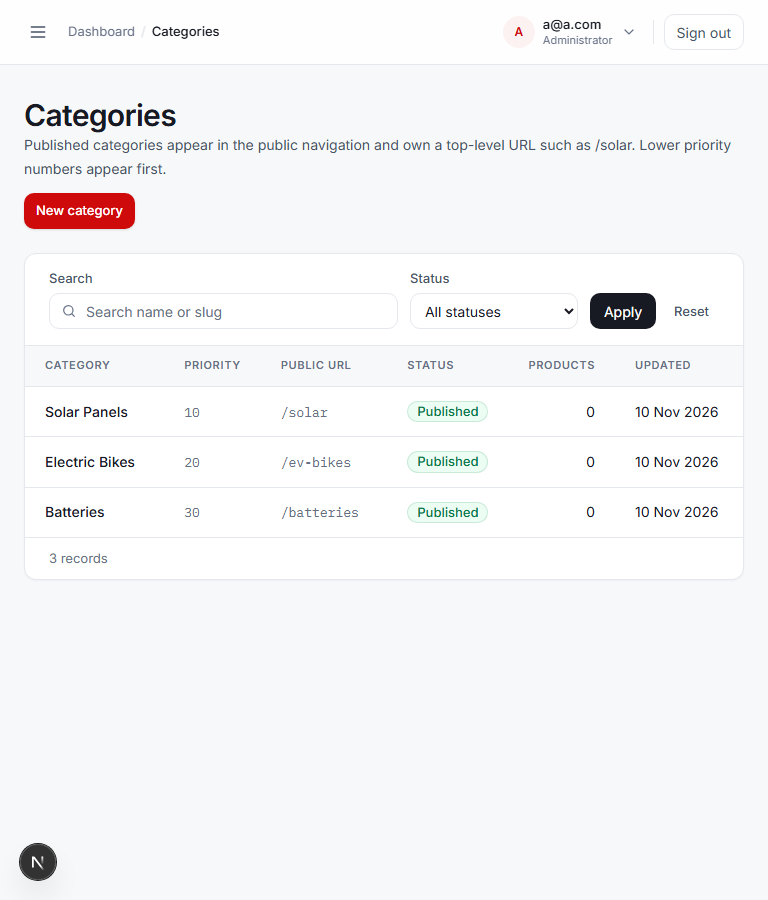 Dashboard / Categories
A
a@a.com
Administrator
Sign out
Categories
Published categories appear in the public navigation and own a top-level URL such as /solar. Lower priority
numbers appear first.
New category
Search
Status
Search name or slug
All statuses
Apply
Reset
CATEGORY PRIORITY PUBLIC URL STATUS PRODUCTS UPDATED
Solar Panels 10 /solar Published 0 10 Nov 2026
Electric Bikes 20 /ev-bikes Published 0 10 Nov 2026
Batteries 30 /batteries Published 0 10 Nov 2026
3 records
N